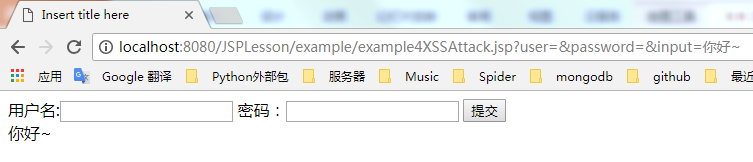 Insert title here
localhost:8080/JSPLesson/example/example4XSSAttack.jsp?user=&password=&input=你好~
应用 Google 翻译 Python外部包 服务器 Music Spider mongodb github 最近
用户名: 密码： 提交
你好~